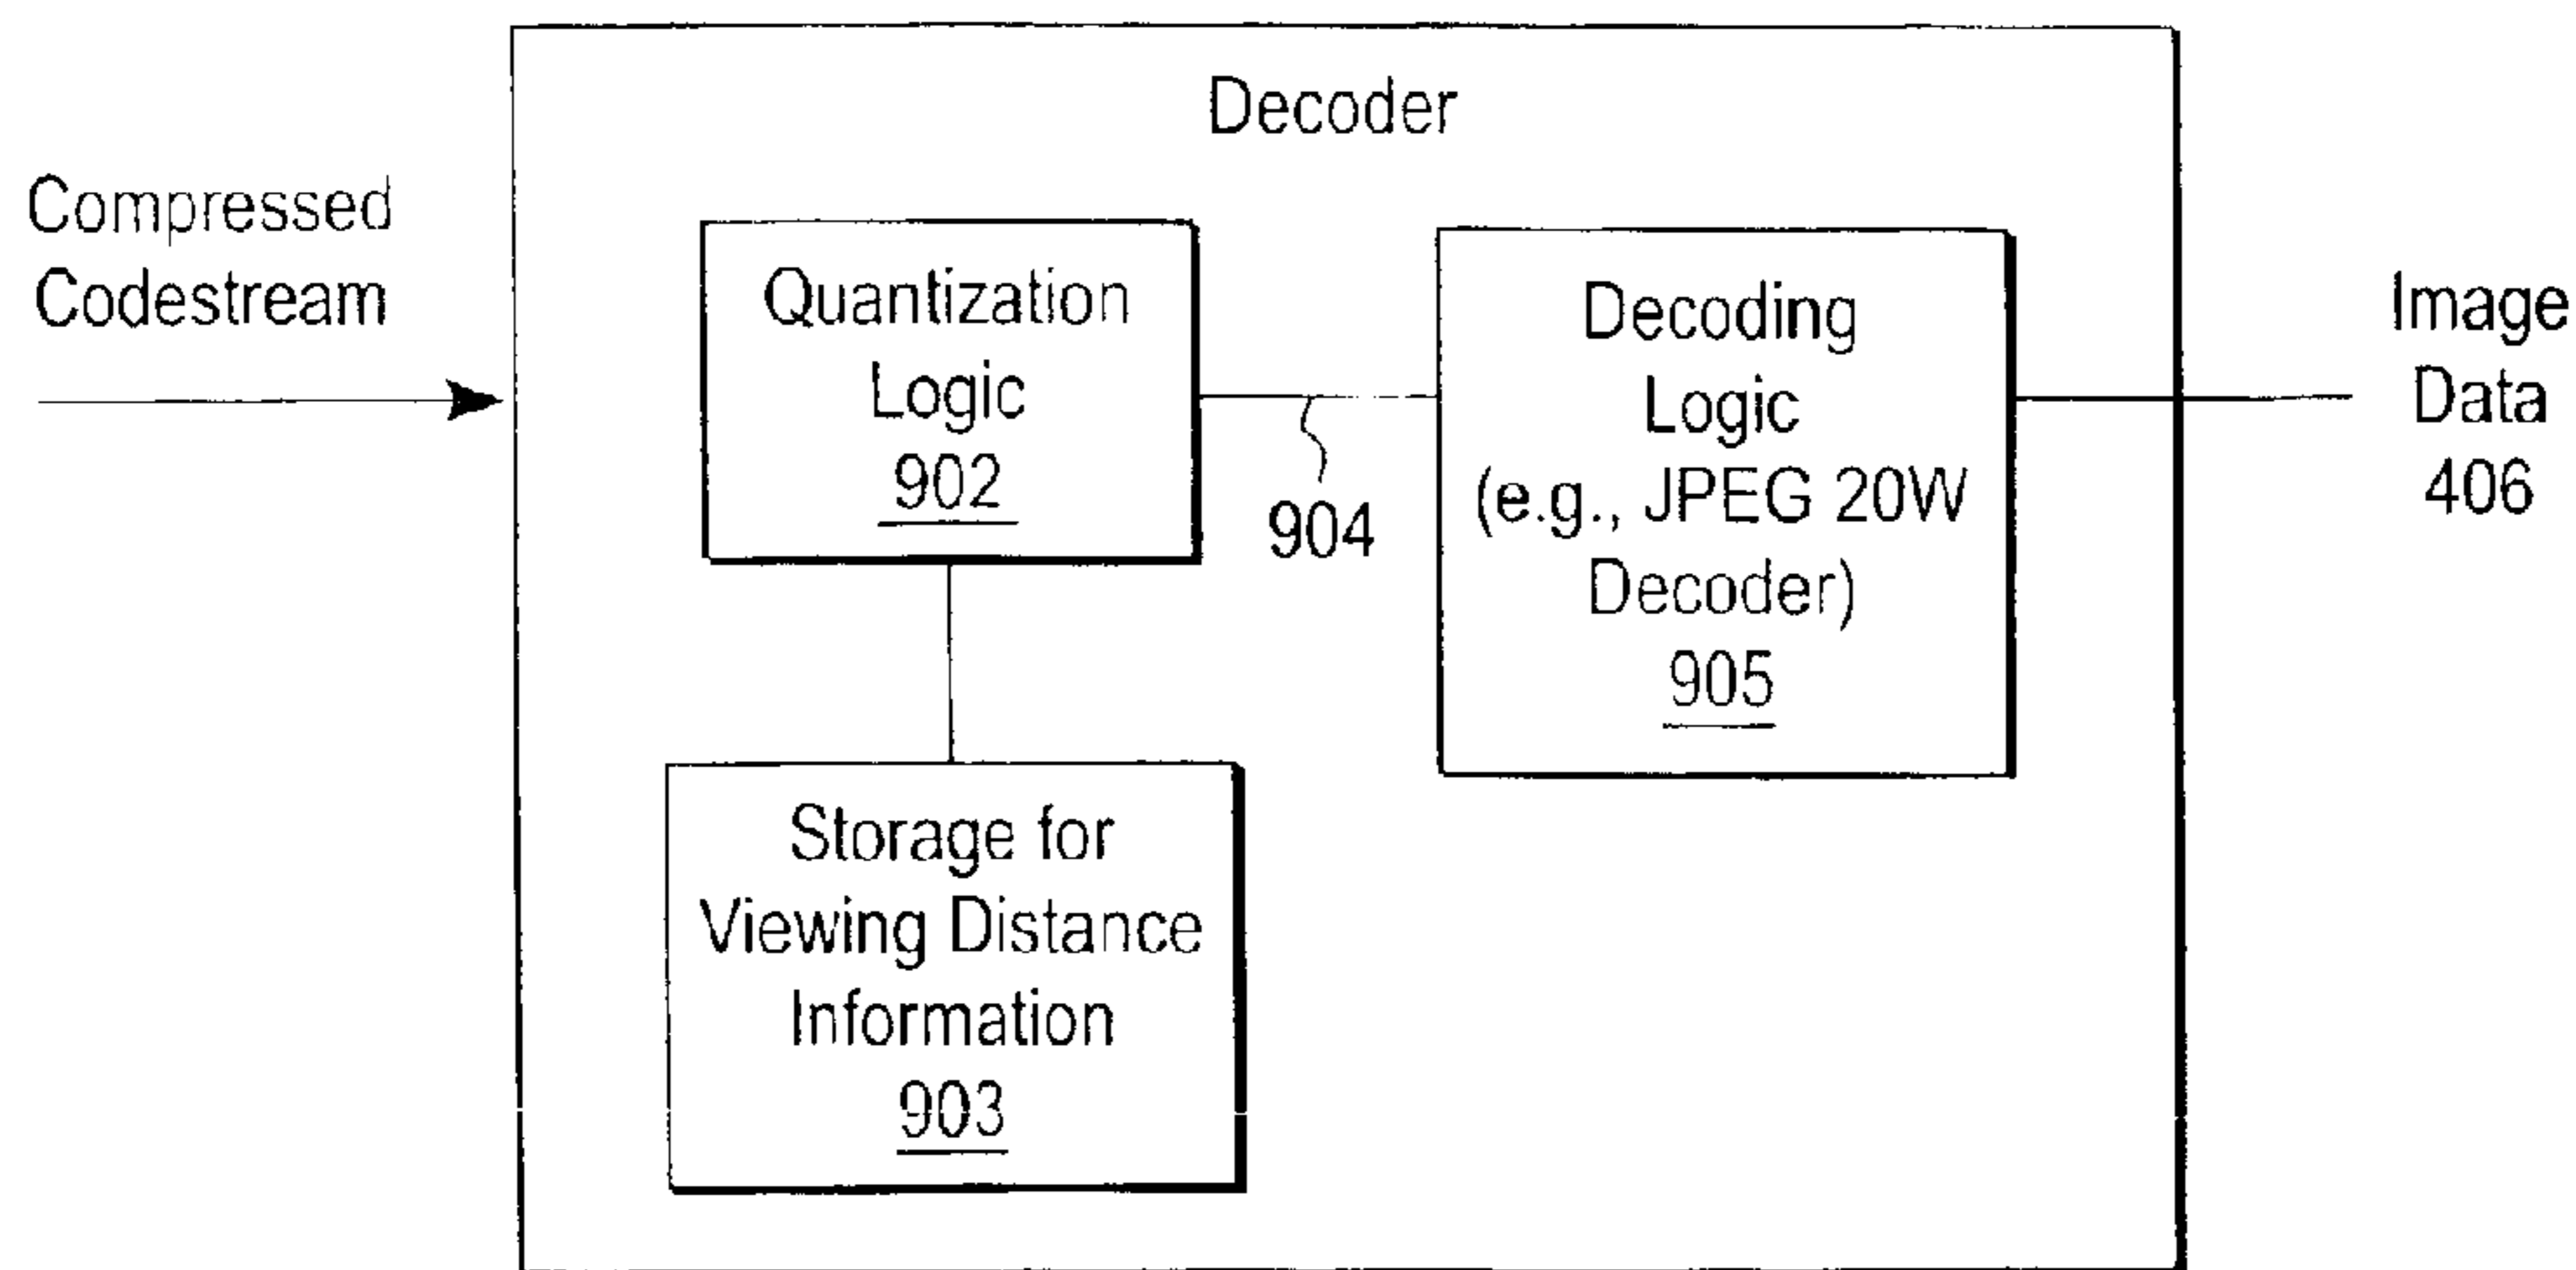 Decoder
Compressed
Codestream
Quantization
Logic
902
904
Decoding
Logic
(e.g., JPEG 20W
Decoder)
905
Image
Data
406
Storage for
Viewing Distance
Information
903